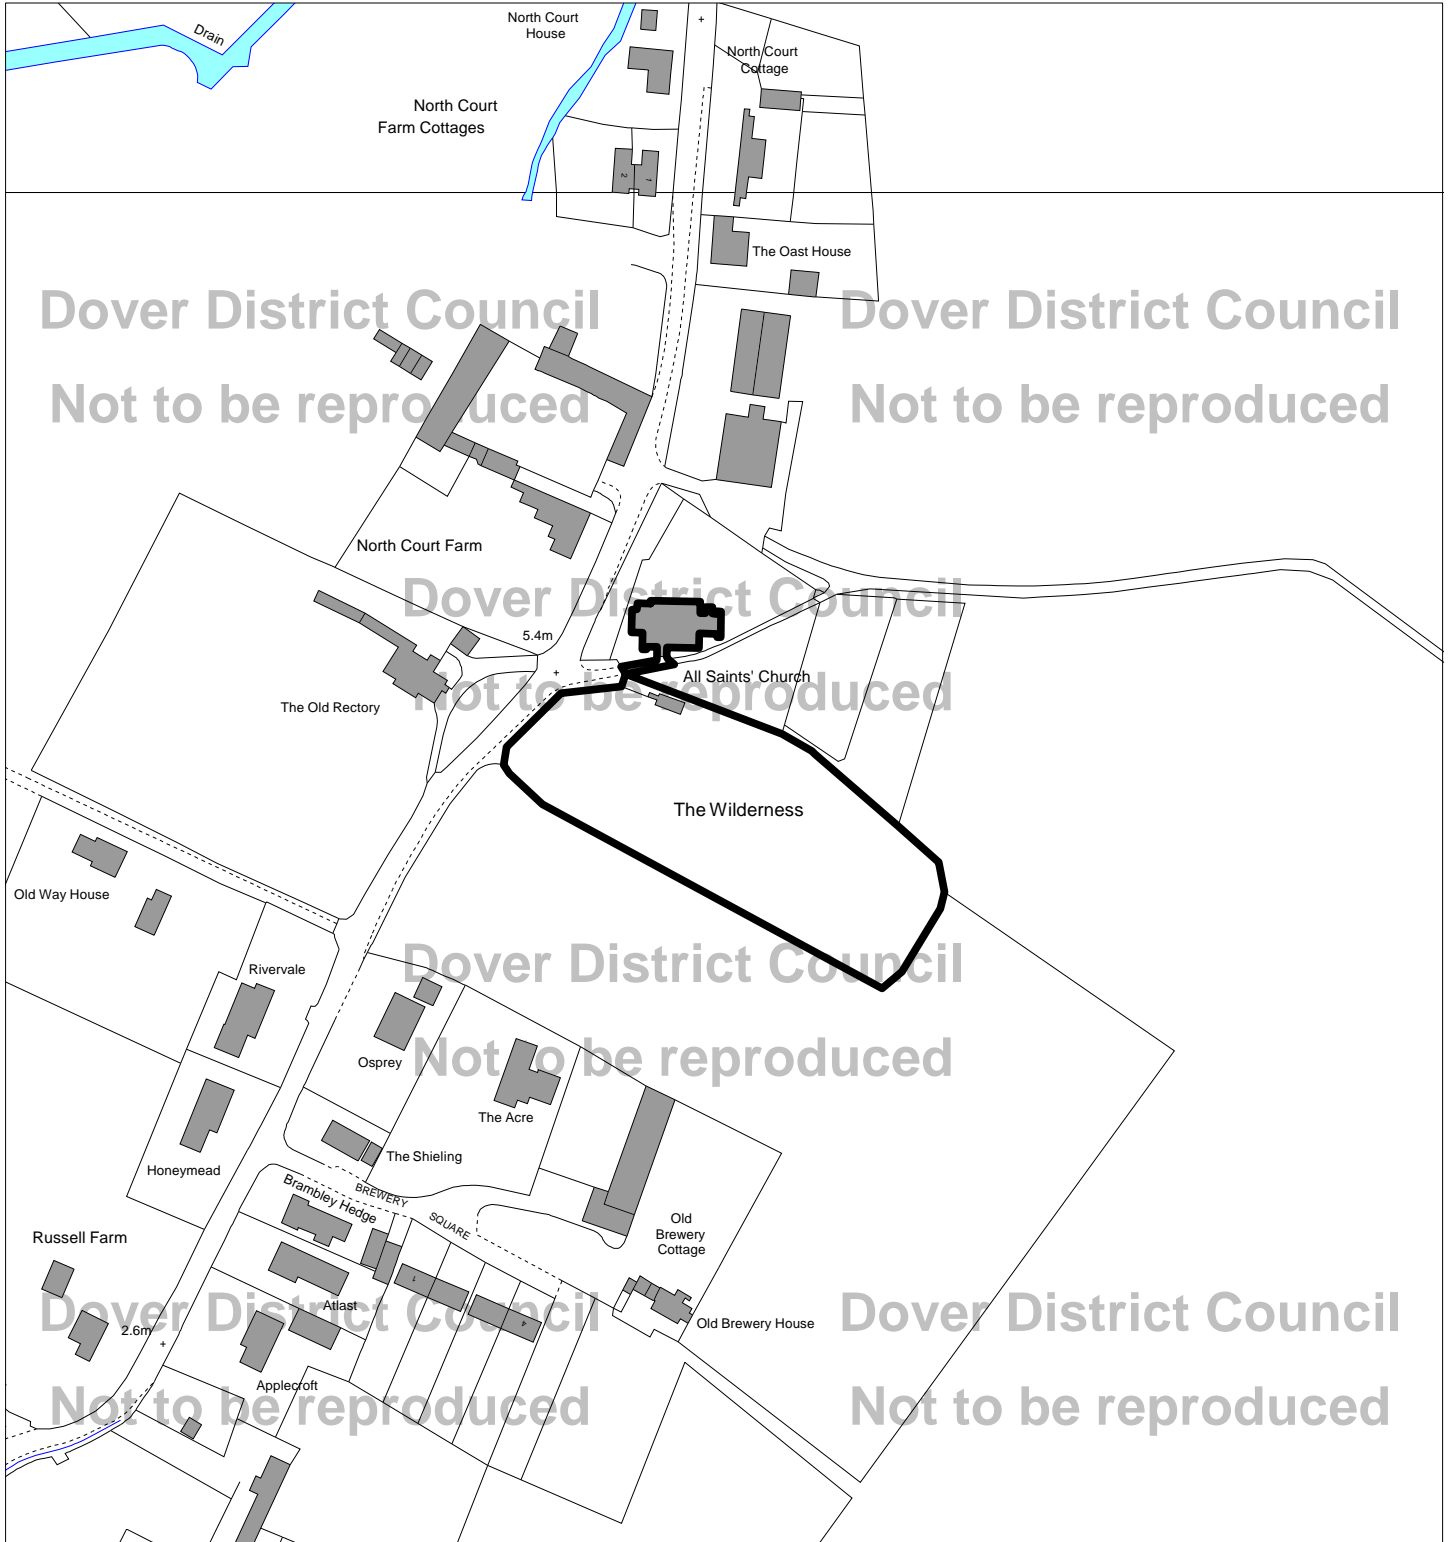 North Court
House
Drain
North Court
Cottage
North Court
Farm Cottages
2
1
The Oast House
Dover District Council
Dover District Council
Not to be reproduced
Not to be reproduced
North Court Farm
Dover District Council
5.4m
All Saints' Church
Not to be reproduced
The Old Rectory
The Wilderness
Old Way House
Dover District Council
Rivervale
Osprey
Not to be reproduced
The Acre
The Shieling
Honeymead
Brambley Hedge
BREWERY
SQUARE
Old
Brewery
Cottage
Russell Farm
1
Atlast
Dover District Council
Dover District Council
4
2.6m
Old Brewery House
Applecroft
Not to be reproduced
Not to be reproduced